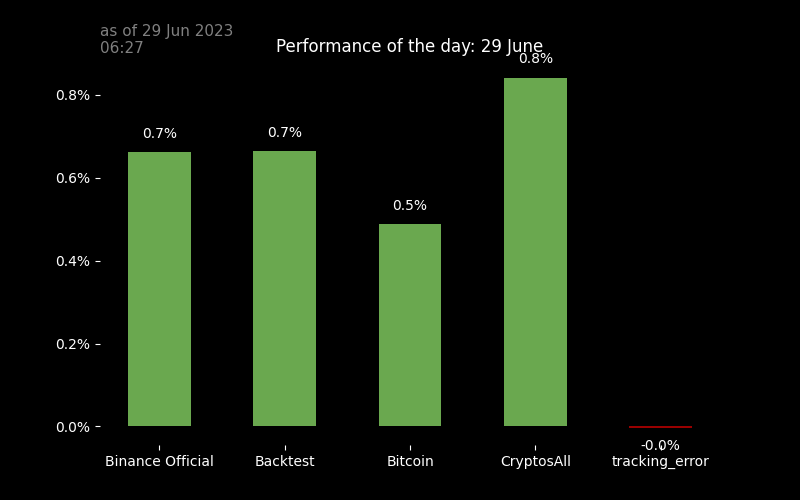 as of 29 Jun 2023
06:27
Performance of the day: 29 June
0.8%
0.8%
0.7%
0.7%
0.6%
0.5%
0.4%
0.2%
0.0%
-0.0%
Binance Official
Backtest
Bitcoin
CryptosAll
tracking_error